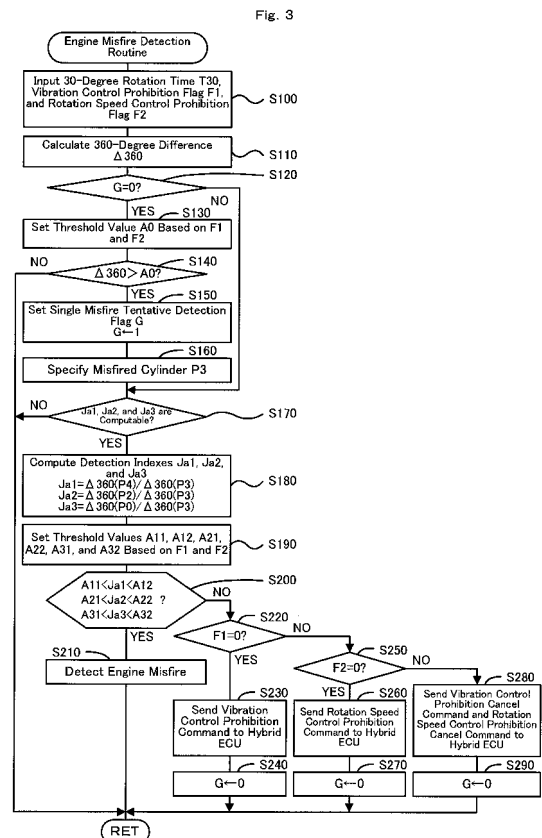 Fig. 3
Engine Misfire Detection
Routine
Input 30-Degree Rotation Time T30,
Vibration Control Prohibition Flag F1,
and Rotation Speed Control Prohibition
Flag F2
S100
Calculate 360-Degree Difference
Δ360
S110
S120
G=0?
NO
YES
S130
Set Threshold Value A0 Based on F1
and F2
NO
S140
Δ360>A0?
YES
S150
Set Single Misfire Tentative Detection
Flag G
G←1
S160
Specify Misfired Cylinder P3
NO
Ja1, Ja2, and Ja3 are
Computable?
S170
YES
Compute Detection Indexes Ja1, Ja2,
and
Ja3
Ja1=Δ360(P4)/Δ360(P3)
Ja2=Δ360(P2)/Δ360(P3)
Ja3=Δ360(P0)/Δ360(P3)
S180
Set Threshold Values A11, A12, A21,
A22, A31, and A32 Based on F1 and F2
S190
S200
A11<Ja1<A12
A21<Ja2<A22 ?
A31<Ja3<A32
NO
YES
S210
Detect Engine Misfire
S220
F1=0?
NO
YES
S250
F2=0?
NO
YES
S230
Send Vibration
Control Prohibition
Command to Hybrid
ECU
S240
G←0
S260
Send Rotation Speed
Control Prohibition
Command to Hybrid
ECU
S270
G←0
S280
Send Vibration Control
Prohibition Cancel
Command and Rotation
Speed Control Prohibition
Cancel Command to
Hybrid ECU
S290
G←0
RET